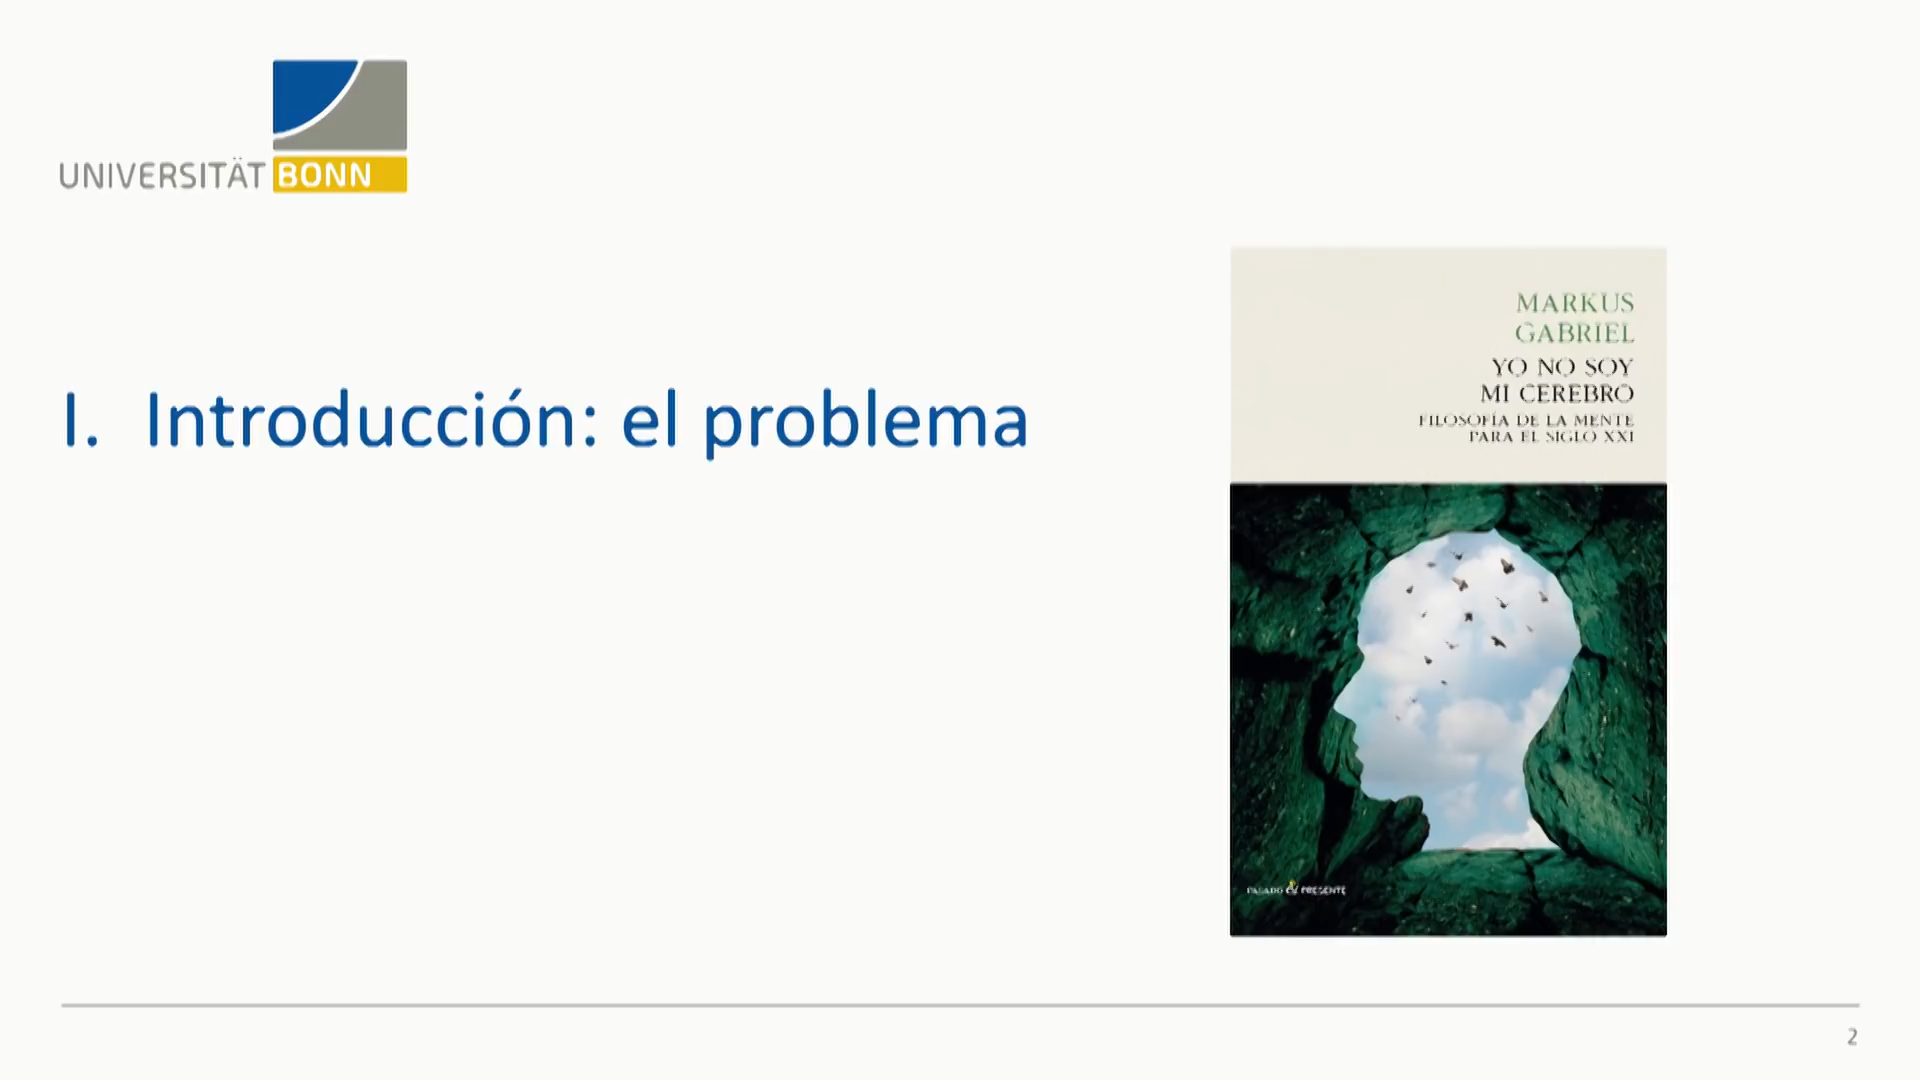 UNIVERSITÄT BONN
I. Introducción: el problema
MARKUS
GABRIEL
YO NO SOY
MI CEREBRO
FILOSOFÍA DE LA MENTE
PARA EL SIGLO XXI
PASADO & PRESENTE
2